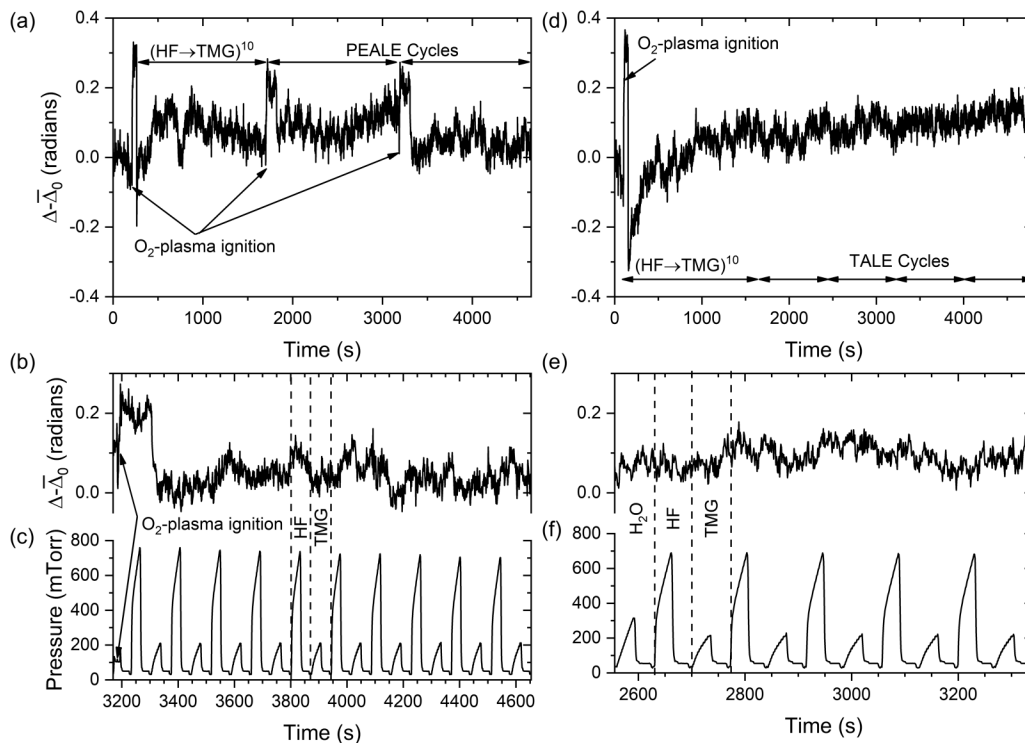 (a)
0.4
0.2
0.0
-0.2
-0.4
Δ-Δ̅₀ (radians)
(HF→TMG)¹⁰
PEALE Cycles
O₂-plasma ignition
0
1000
2000
3000
4000
Time (s)
(d)
0.4
0.2
0.0
-0.2
-0.4
O₂-plasma ignition
(HF→TMG)¹⁰
TALE Cycles
0
1000
2000
3000
4000
Time (s)
(b)
0.2
0.0
Δ-Δ̅₀ (radians)
O₂-plasma ignition
HF
TMG
(c)
800
600
400
200
0
Pressure (mTorr)
3200
3400
3600
3800
4000
4200
4400
4600
Time (s)
(e)
0.2
0.0
H₂O
HF
TMG
(f)
800
600
400
200
0
2600
2800
3000
3200
Time (s)